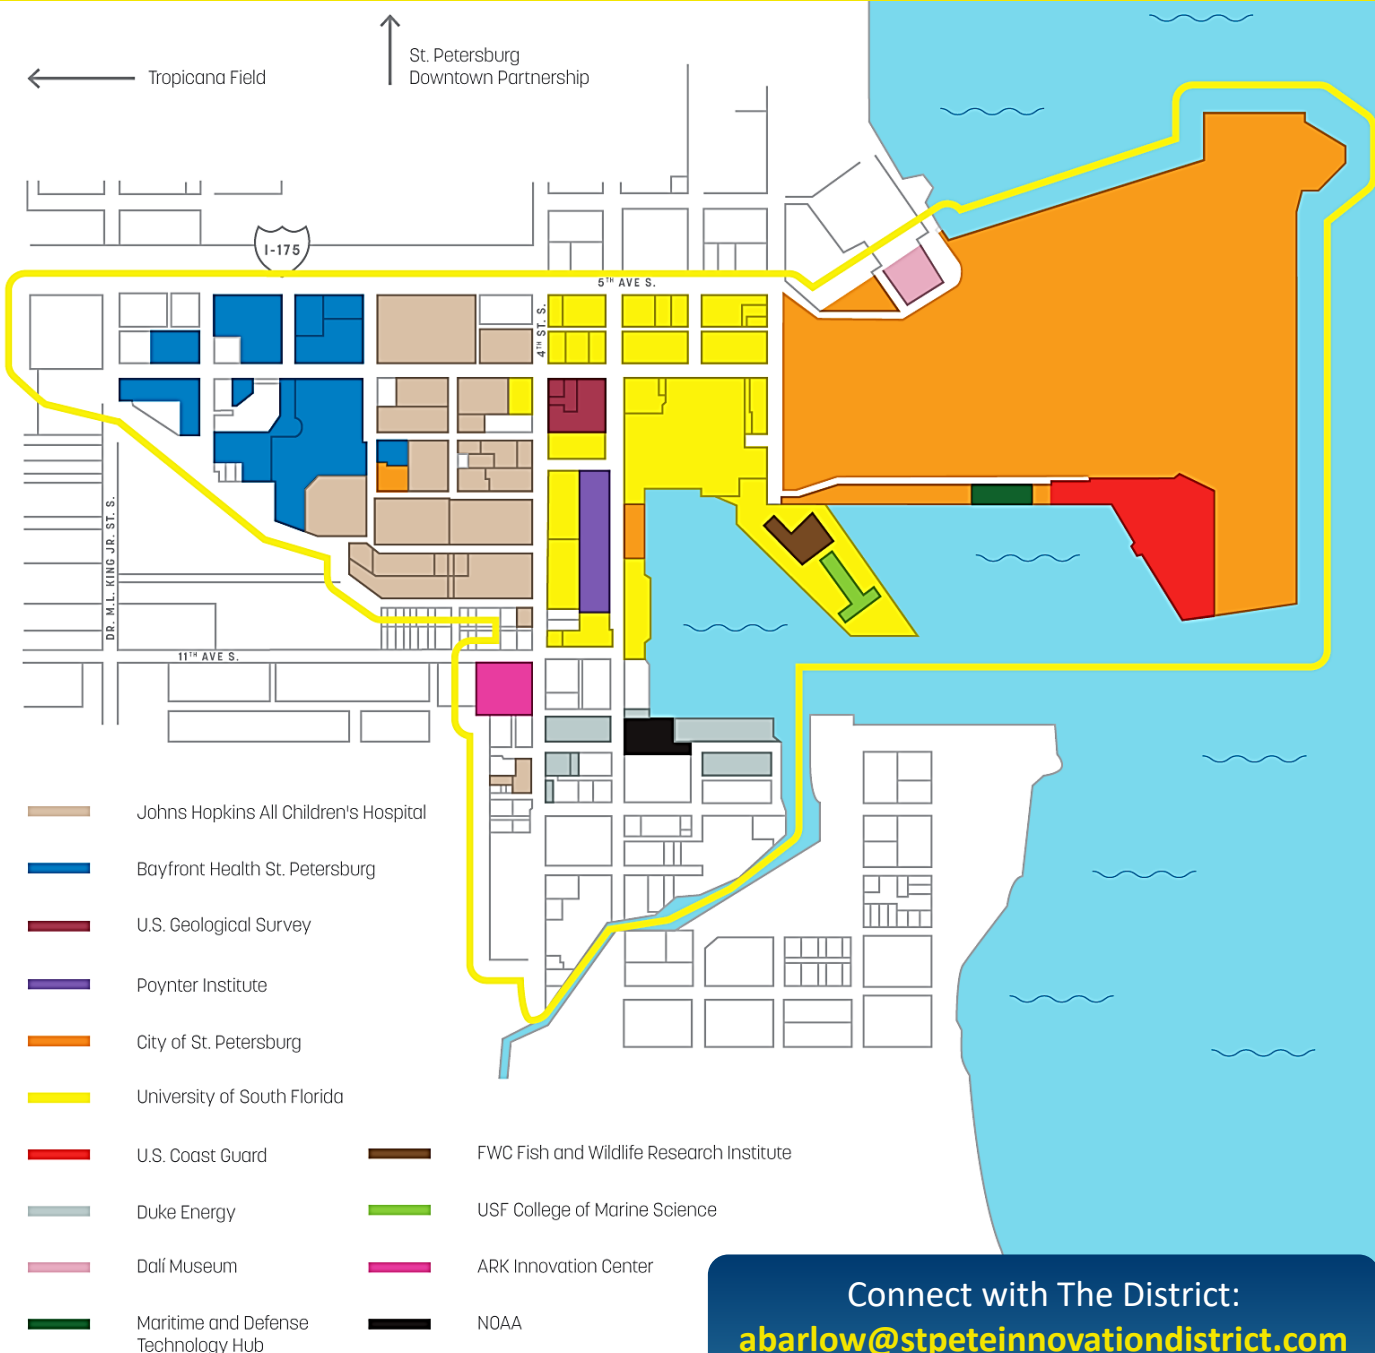 St. Petersburg
Downtown Partnership
Tropicana Field
I-175
5TH AVE S.
4TH ST. S.
DR. M.L. KING JR. ST. S.
11TH AVE S.
Johns Hopkins All Children's Hospital
Bayfront Health St. Petersburg
U.S. Geological Survey
Poynter Institute
City of St. Petersburg
University of South Florida
U.S. Coast Guard
Duke Energy
Dalí Museum
Maritime and Defense
Technology Hub
FWC Fish and Wildlife Research Institute
USF College of Marine Science
ARK Innovation Center
NOAA
Connect with The District:
abarlow@stpeteinnovationdistrict.com